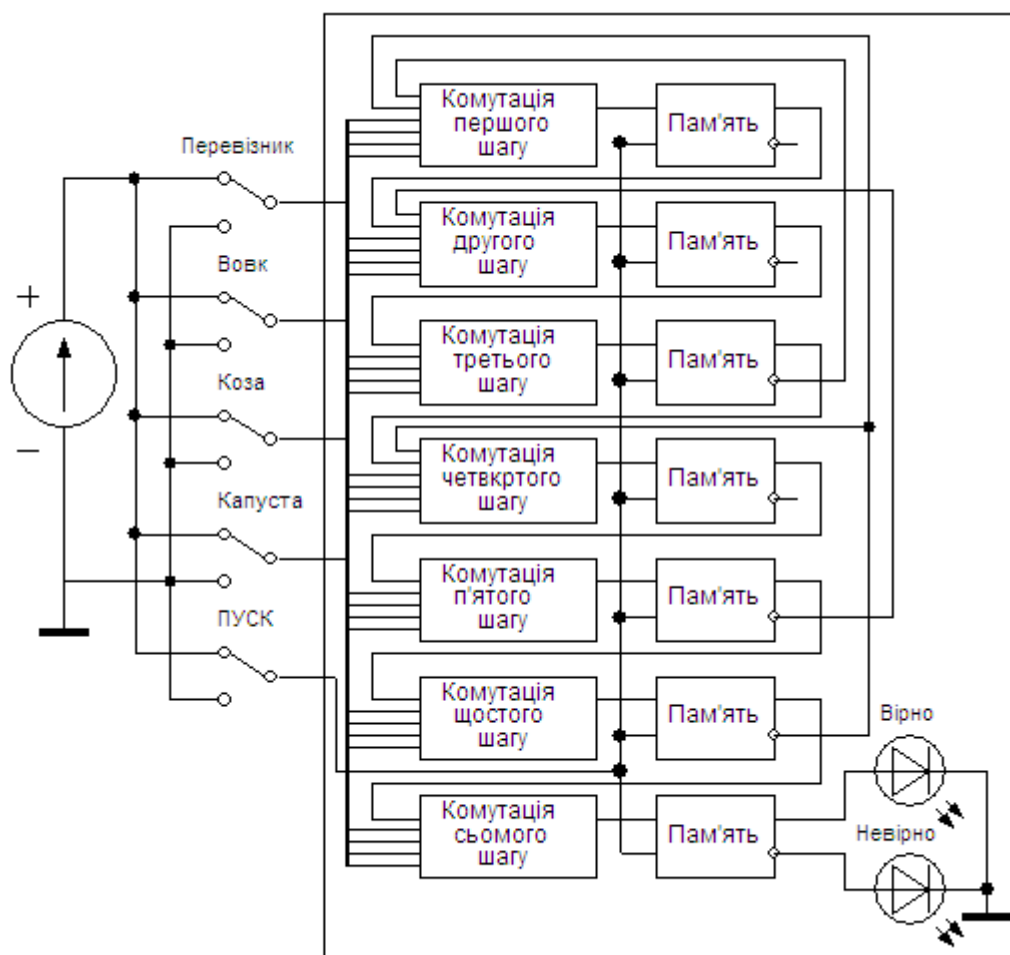 Перевізник
Вовк
Коза
Капуста
ПУСК
+
−
Комутація
першого
шагу
Пам'ять
Комутація
другого
шагу
Пам'ять
Комутація
третього
шагу
Пам'ять
Комутація
четвкртого
шагу
Пам'ять
Комутація
п'ятого
шагу
Пам'ять
Комутація
щостого
шагу
Пам'ять
Комутація
сьомого
шагу
Пам'ять
Вірно
Невірно